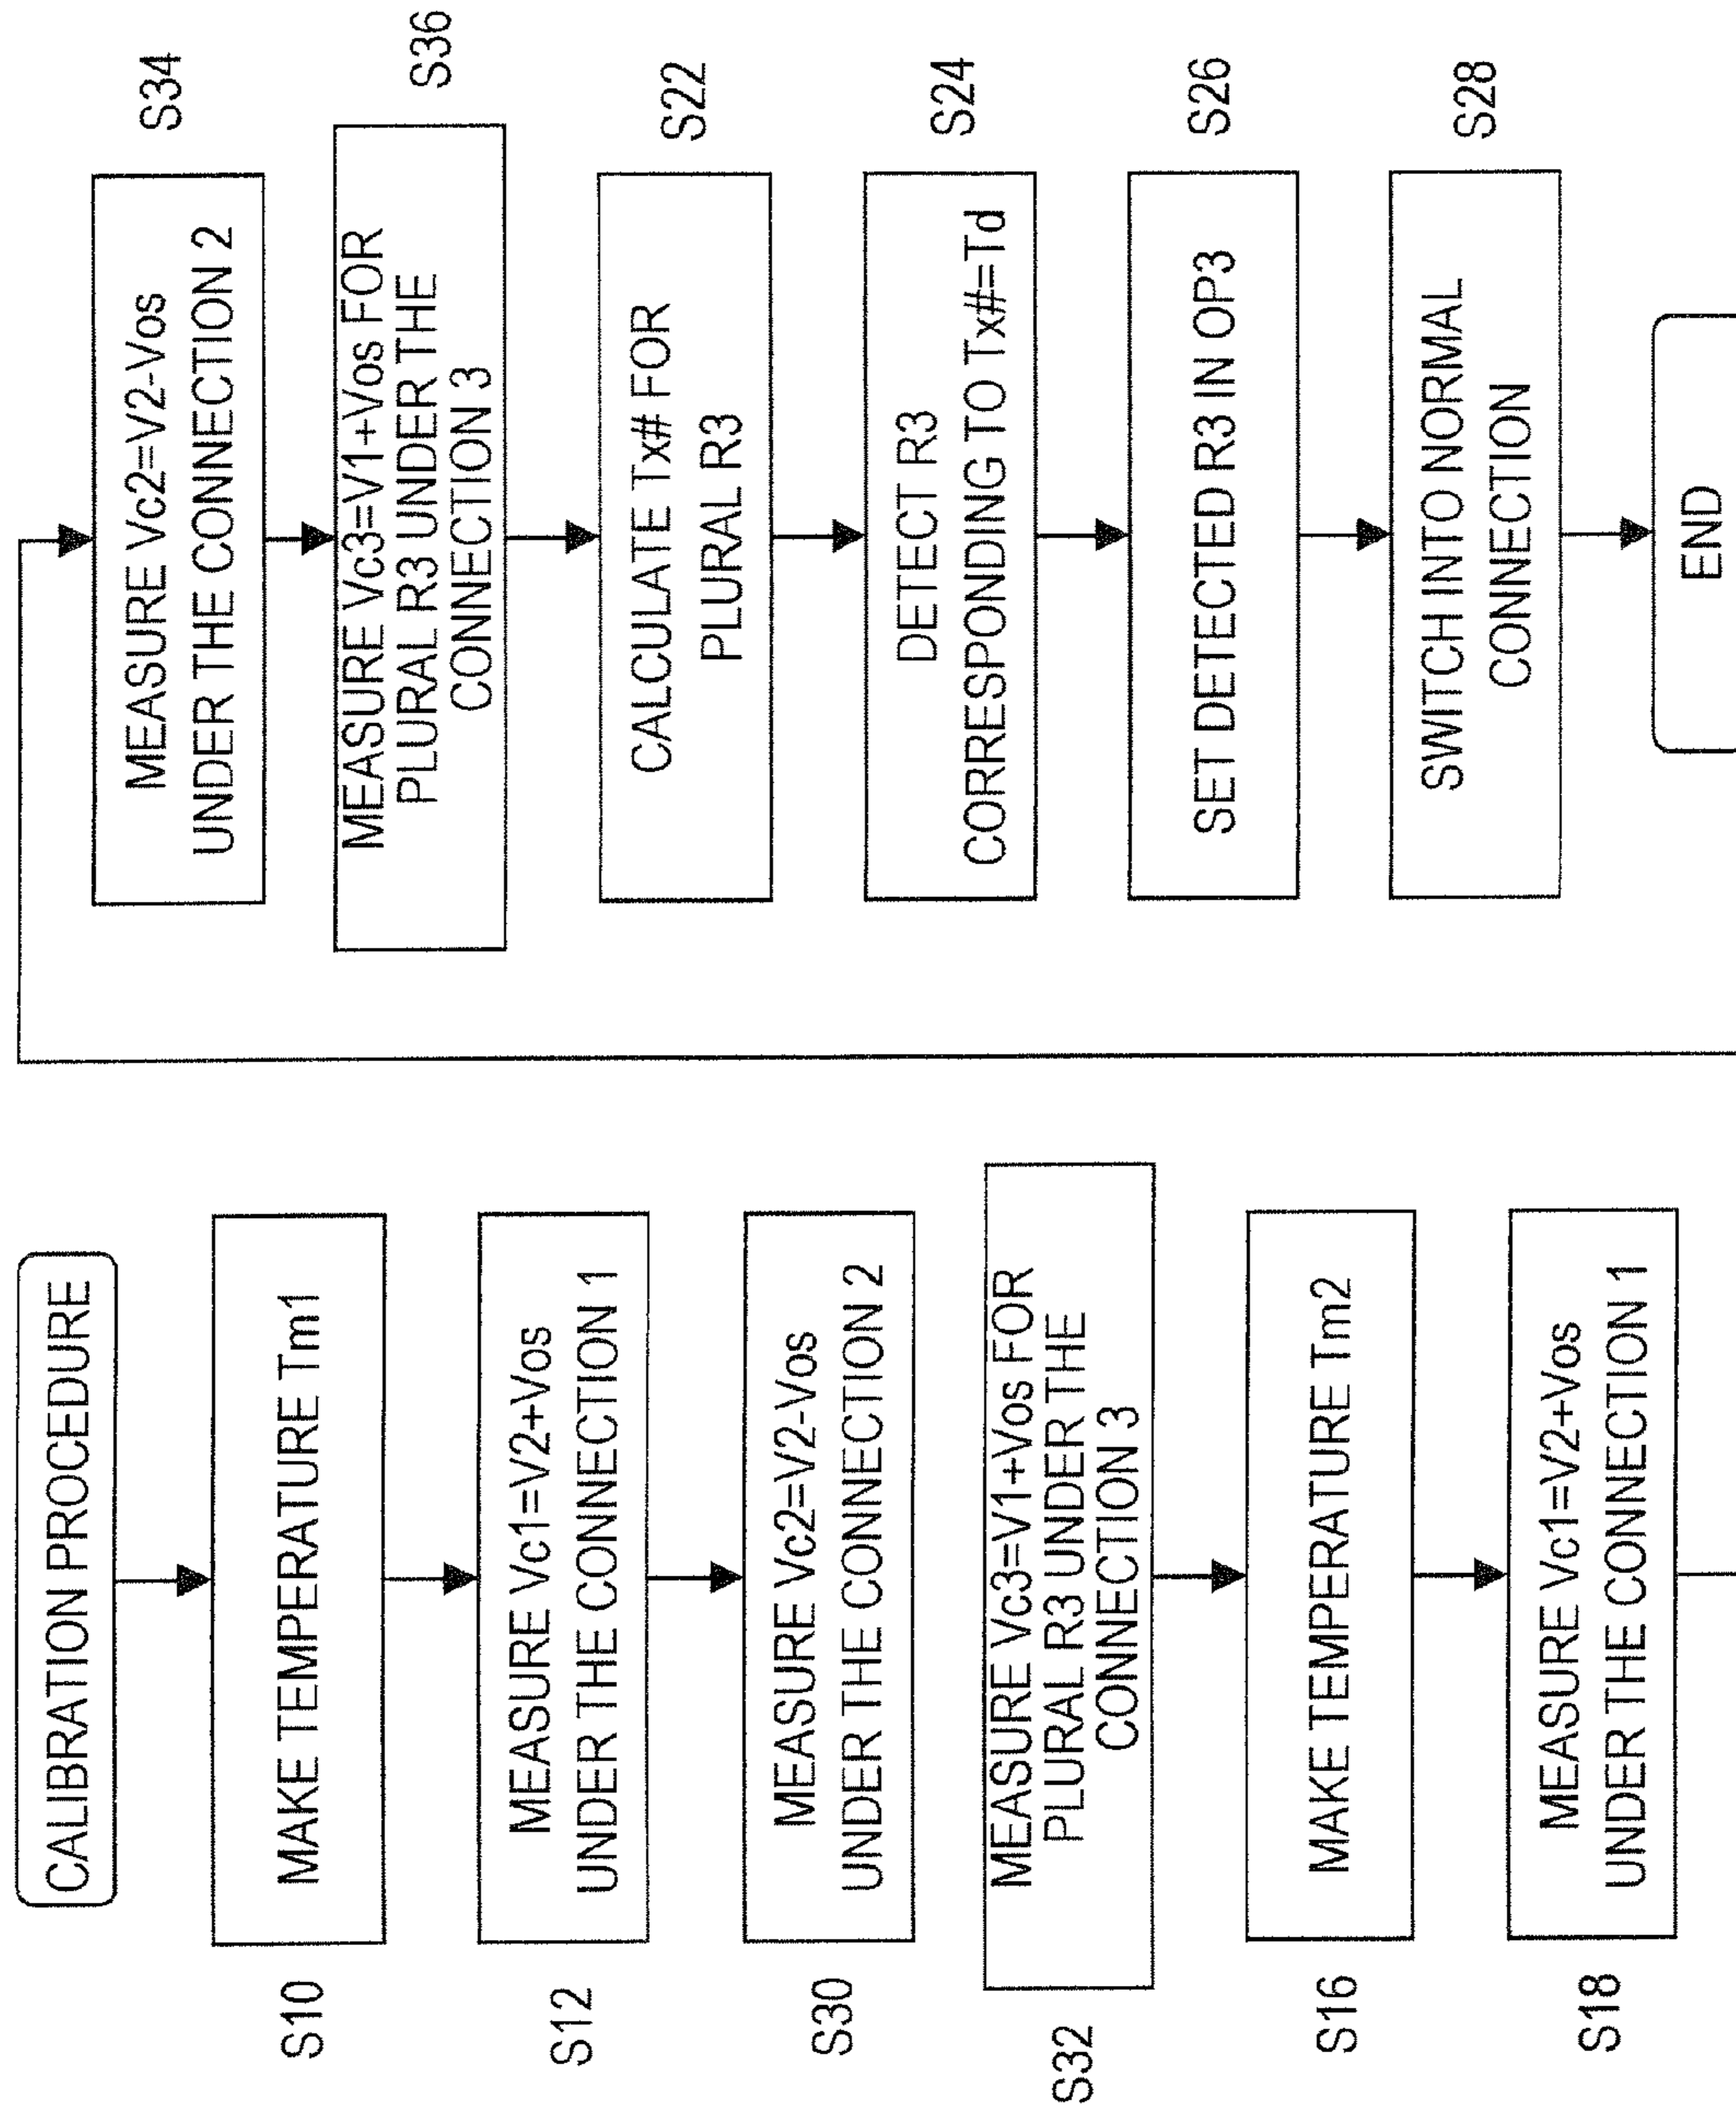 CALIBRATION PROCEDURE
S10
MAKE TEMPERATURE Tm1
S12
MEASURE Vc1=V2+Vos
UNDER THE CONNECTION 1
S30
MEASURE Vc2=V2-Vos
UNDER THE CONNECTION 2
S32
MEASURE Vc3=V1+Vos FOR
PLURAL R3 UNDER THE
CONNECTION 3
S16
MAKE TEMPERATURE Tm2
S18
MEASURE Vc1=V2+Vos
UNDER THE CONNECTION 1
S34
MEASURE Vc2=V2-Vos
UNDER THE CONNECTION 2
S36
MEASURE Vc3=V1+Vos FOR
PLURAL R3 UNDER THE
CONNECTION 3
S22
CALCULATE Tx# FOR
PLURAL R3
S24
DETECT R3
CORRESPONDING TO Tx#=Td
S26
SET DETECTED R3 IN OP3
S28
SWITCH INTO NORMAL
CONNECTION
END